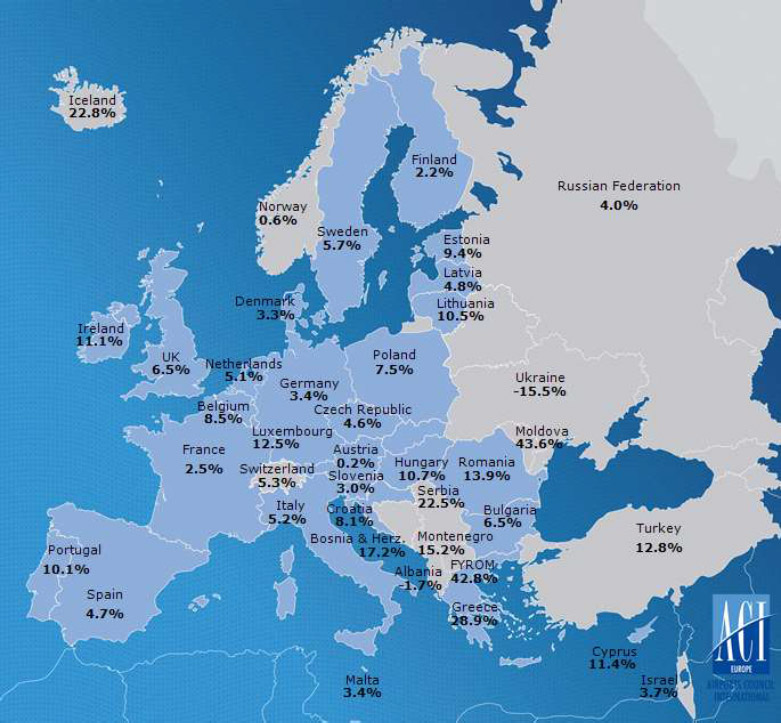 Iceland
22.8%
Finland
2.2%
Russian Federation
4.0%
Norway
0.6%
Sweden
5.7%
Estonia
9.4%
Latvia
4.8%
Denmark
3.3%
Lithuania
10.5%
Ireland
11.1%
UK
6.5%
Netherlands
5.1%
Poland
7.5%
Germany
3.4%
Ukraine
-15.5%
Belgium
8.5%
Czech Republic
4.6%
Luxembourg
12.5%
Moldova
43.6%
France
2.5%
Austria
0.2%
Switzerland
5.3%
Hungary
10.7%
Romania
13.9%
Slovenia
3.0%
Serbia
22.5%
Italy
5.2%
Croatia
8.1%
Bulgaria
6.5%
Bosnia & Herz.
17.2%
Montenegro
15.2%
Turkey
12.8%
Portugal
10.1%
Albania
-1.7%
FYROM
42.8%
Spain
4.7%
Greece
28.9%
Cyprus
11.4%
Malta
3.4%
Israel
3.7%
ACI
EUROPE
AIRPORTS COUNCIL
INTERNATIONAL